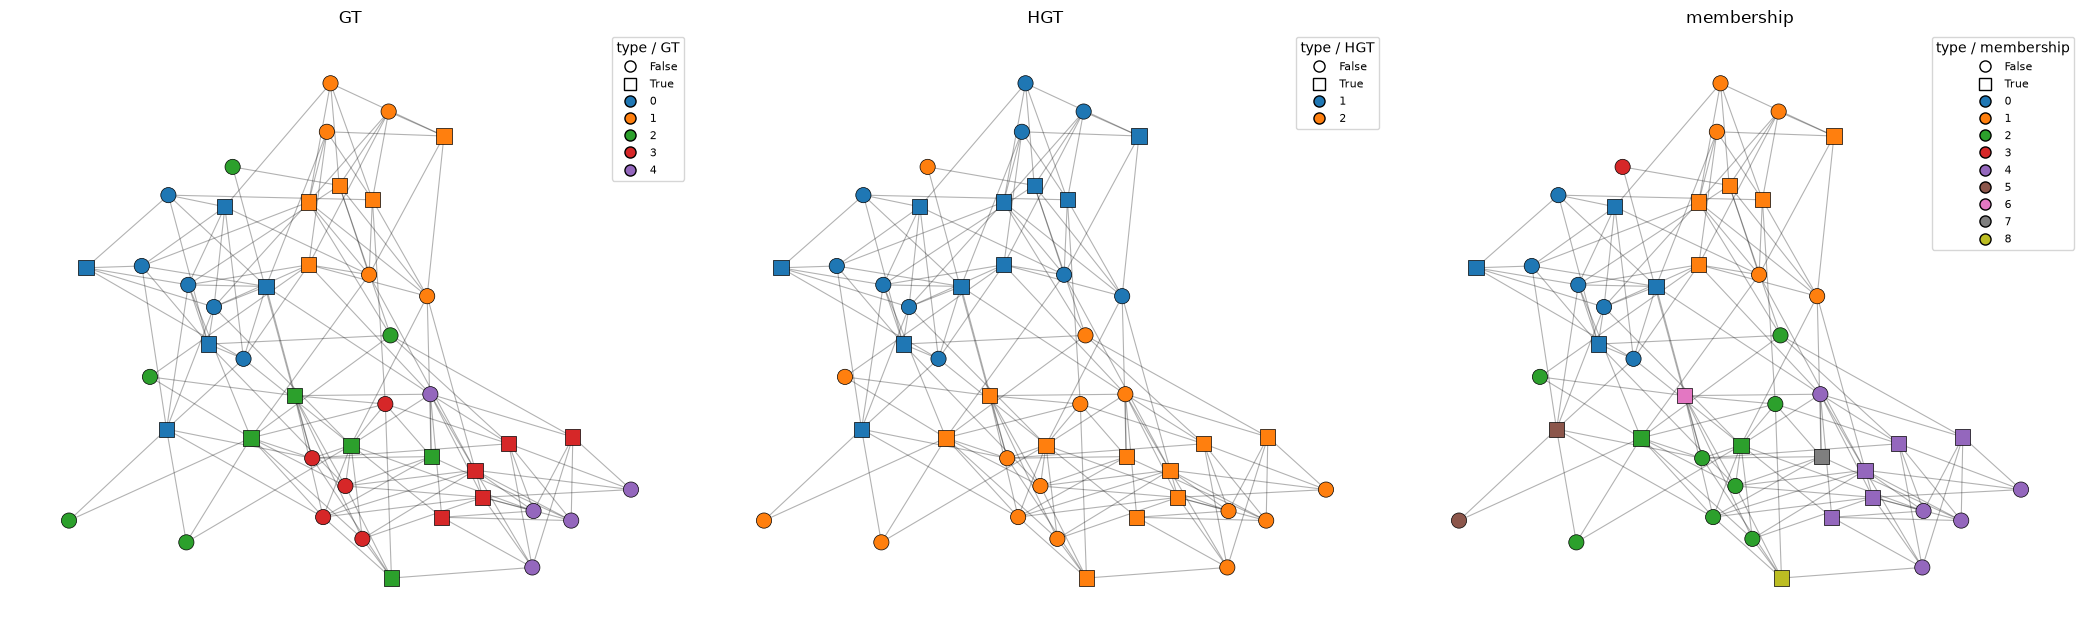 GT
type / GT
False
True
0
1
2
3
4
HGT
type / HGT
False
True
1
2
membership
type / membership
False
True
0
1
2
3
4
5
6
7
8